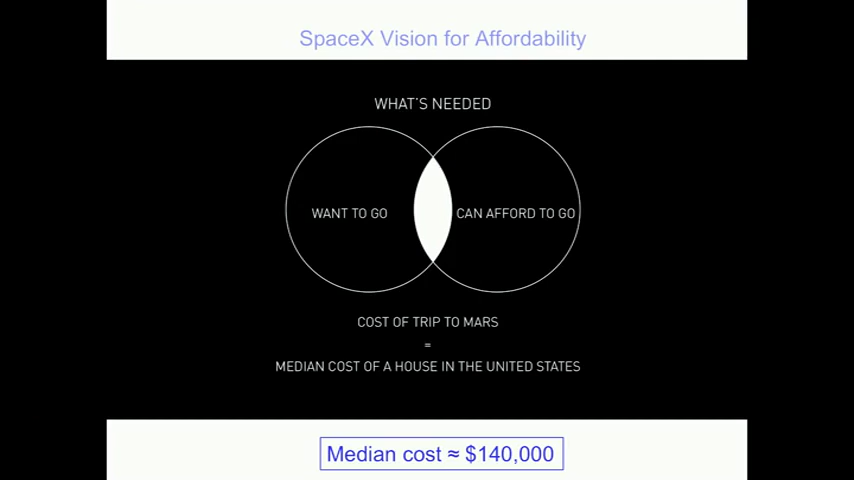 SpaceX Vision for Affordability
WHAT'S NEEDED
WANT TO GO
CAN AFFORD TO GO
COST OF TRIP TO MARS
=
MEDIAN COST OF A HOUSE IN THE UNITED STATES
Median cost ≈ $140,000